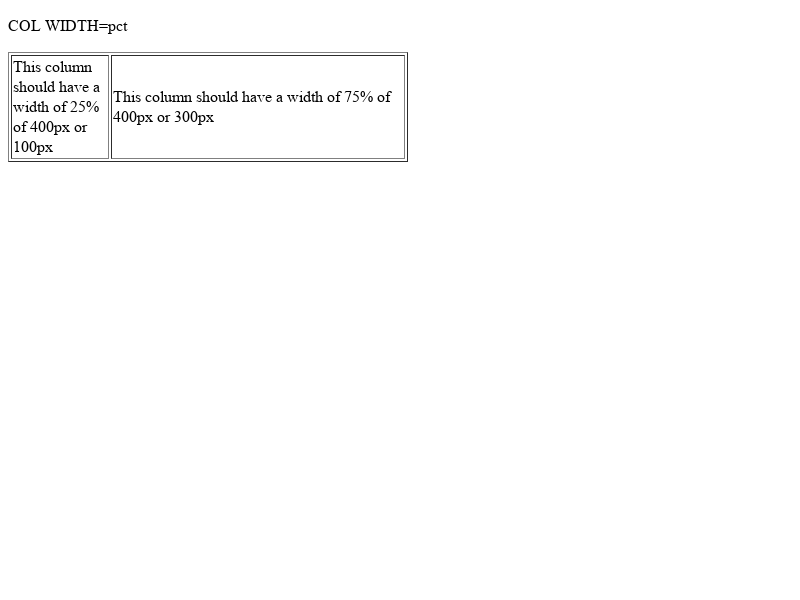 COL WIDTH=pct
This column
should have a
width of 25%
of 400px or
100px
This column should have a width of 75% of
400px or 300px